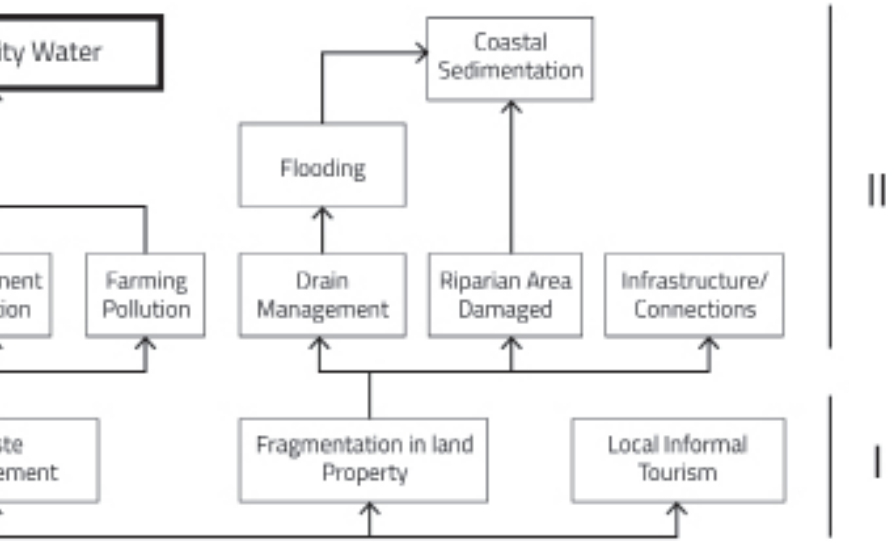 ity Water
Coastal
Sedimentation
Flooding
II
nent
ion
Farming
Pollution
Drain
Management
Riparian Area
Damaged
Infrastructure/
Connections
ste
ement
Fragmentation in land
Property
Local Informal
Tourism
I